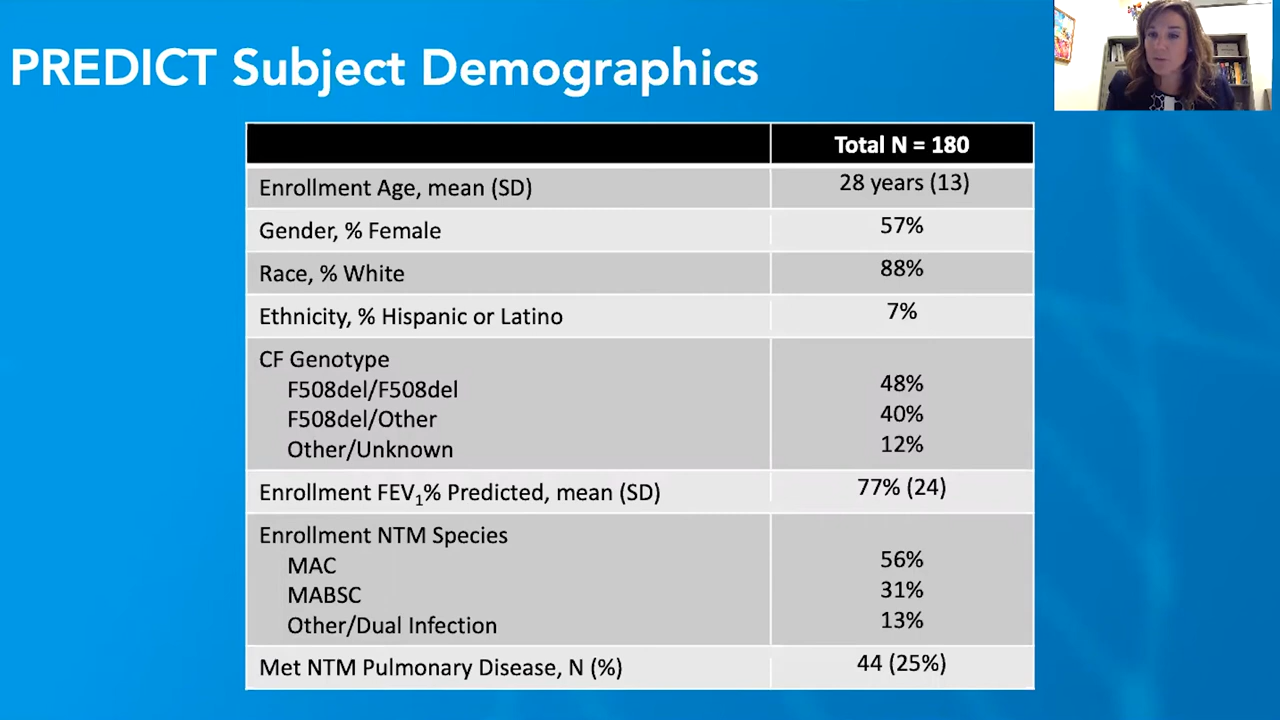 PREDICT Subject Demographics
Total N = 180
Enrollment Age, mean (SD) 28 years (13)
Gender, % Female 57%
Race, % White 88%
Ethnicity, % Hispanic or Latino 7%
CF Genotype
F508del/F508del 48%
F508del/Other 40%
Other/Unknown 12%
Enrollment FEV₁% Predicted, mean (SD) 77% (24)
Enrollment NTM Species
MAC 56%
MABSC 31%
Other/Dual Infection 13%
Met NTM Pulmonary Disease, N (%) 44 (25%)